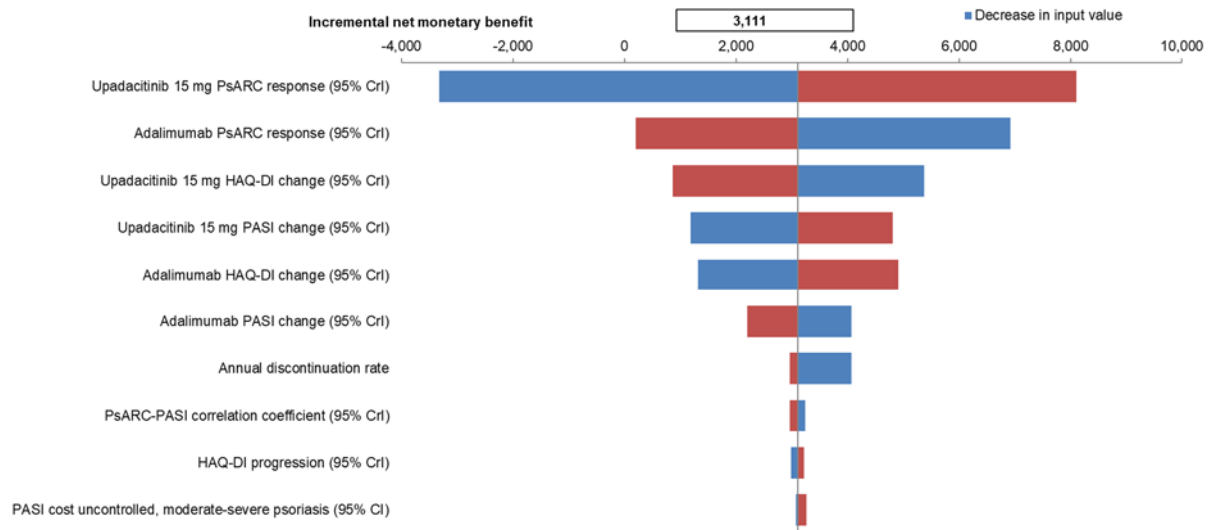 Incremental net monetary benefit
3,111
Decrease in input value
-4,000 -2,000 0 2,000 4,000 6,000 8,000 10,000
Upadacitinib 15 mg PsARC response (95% CrI)
Adalimumab PsARC response (95% CrI)
Upadacitinib 15 mg HAQ-DI change (95% CrI)
Upadacitinib 15 mg PASI change (95% CrI)
Adalimumab HAQ-DI change (95% CrI)
Adalimumab PASI change (95% CrI)
Annual discontinuation rate
PsARC-PASI correlation coefficient (95% CrI)
HAQ-DI progression (95% CrI)
PASI cost uncontrolled, moderate-severe psoriasis (95% CI)